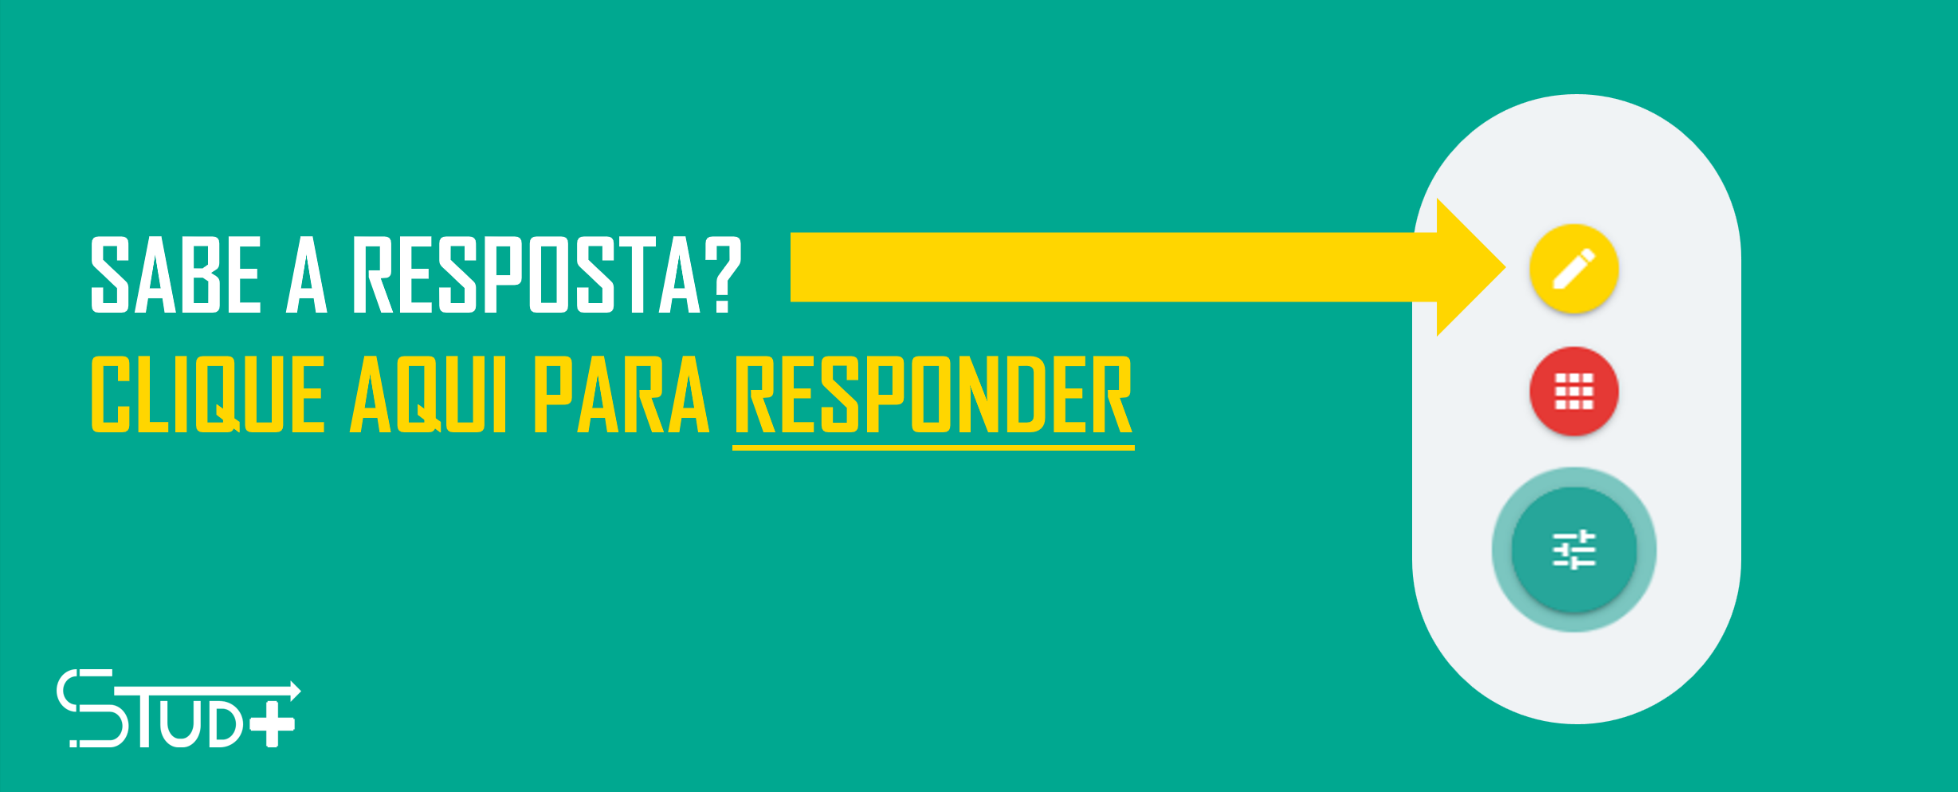 SABE A RESPOSTA?
CLIQUE AQUI PARA RESPONDER
STUD+